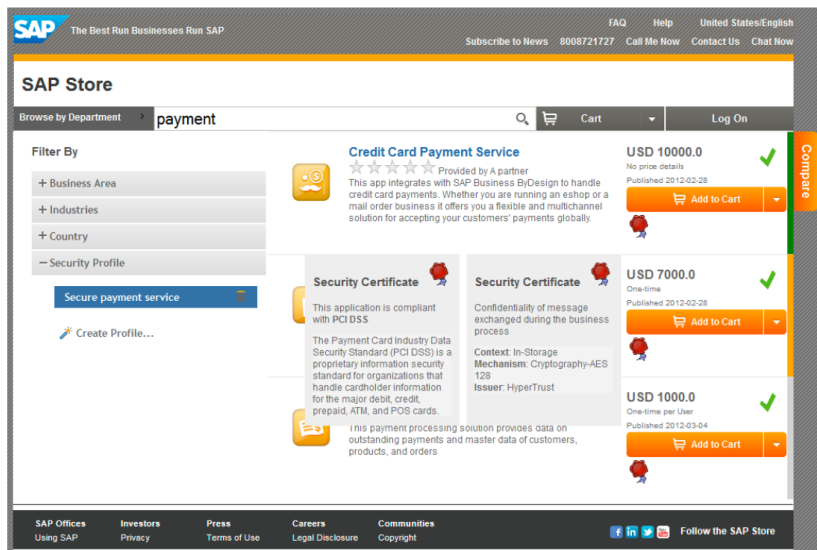 SAP
The Best Run Businesses Run SAP
FAQ Help United States/English
Subscribe to News 8008721727 Call Me Now Contact Us Chat Now
SAP Store
Browse by Department payment Cart Log On
Compare
Filter By
+ Business Area
+ Industries
+ Country
− Security Profile
Secure payment service
Create Profile...
Credit Card Payment Service
Provided by A partner
This app integrates with SAP Business ByDesign to handle
credit card payments. Whether you are running an eshop or a
mail order business it offers you a flexible and multichannel
solution for accepting your customers' payments globally.
USD 10000.0
No price details
Published 2012-02-28
Add to Cart
Security Certificate
This application is compliant
with PCI DSS
The Payment Card Industry Data
Security Standard (PCI DSS) is a
proprietary information security
standard for organizations that
handle cardholder information
for the major debit, credit,
prepaid, ATM, and POS cards.
Security Certificate
Confidentiality of message
exchanged during the business
process
Context: In-Storage
Mechanism: Cryptography-AES
128
Issuer: HyperTrust
USD 7000.0
One-time
Published 2012-02-28
Add to Cart
This payment processing solution provides data on
outstanding payments and master data of customers,
products, and orders
USD 1000.0
One-time per User
Published 2012-03-04
Add to Cart
SAP Offices Investors Press Careers Communities
Using SAP Privacy Terms of Use Legal Disclosure Copyright
Follow the SAP Store